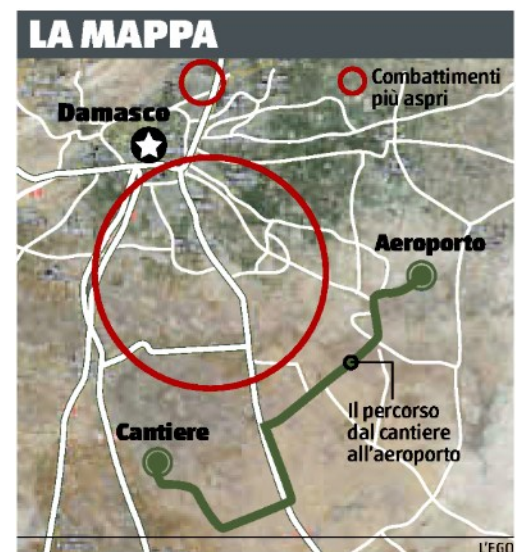 LA MAPPA
Combattimenti
più aspri
Damasco
Aeroporto
Il percorso
dal cantiere
all'aeroporto
Cantiere
L'EGO